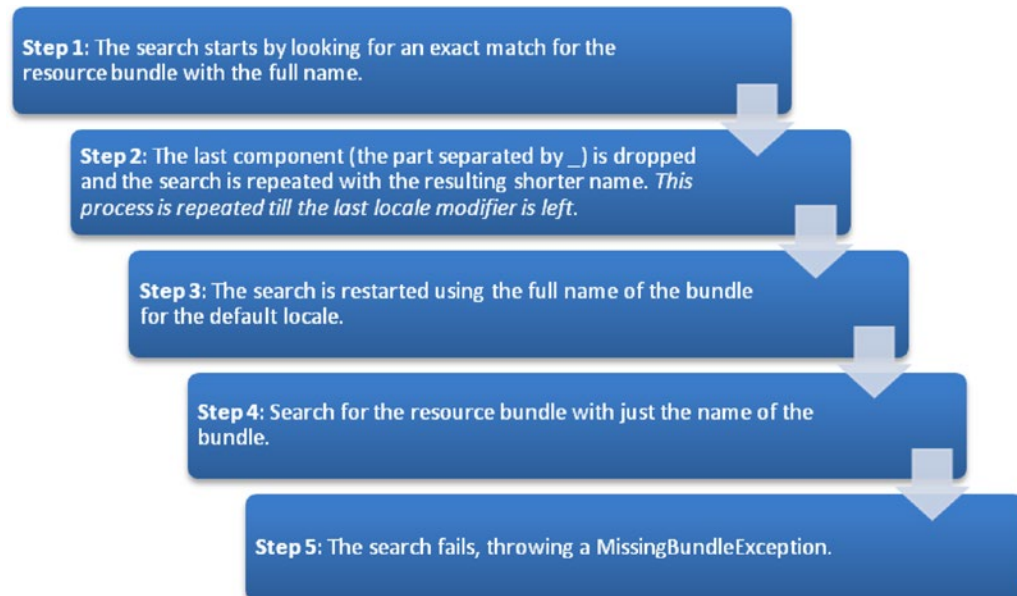 Step 1: The search starts by looking for an exact match for the
resource bundle with the full name.
Step 2: The last component (the part separated by _) is dropped
and the search is repeated with the resulting shorter name. This
process is repeated till the last locale modifier is left.
Step 3: The search is restarted using the full name of the bundle
for the default locale.
Step 4: Search for the resource bundle with just the name of the
bundle.
Step 5: The search fails, throwing a MissingBundleException.